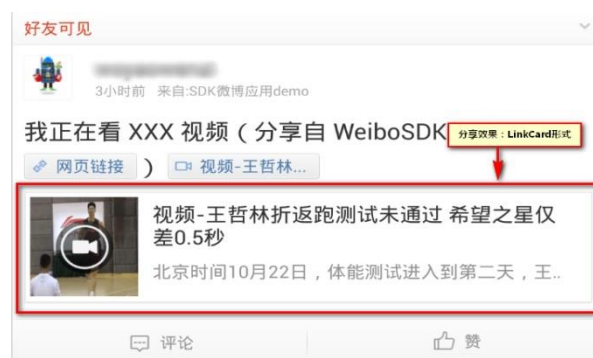 好友可见
3小时前 来自:SDK微博应用demo
我正在看 XXX 视频 ( 分享自 WeiboSDK
分享效果：LinkCard形式
网页链接 ) 视频-王哲林...
视频-王哲林折返跑测试未通过 希望之星仅
差0.5秒
北京时间10月22日，体能测试进入到第二天，王..
评论 赞